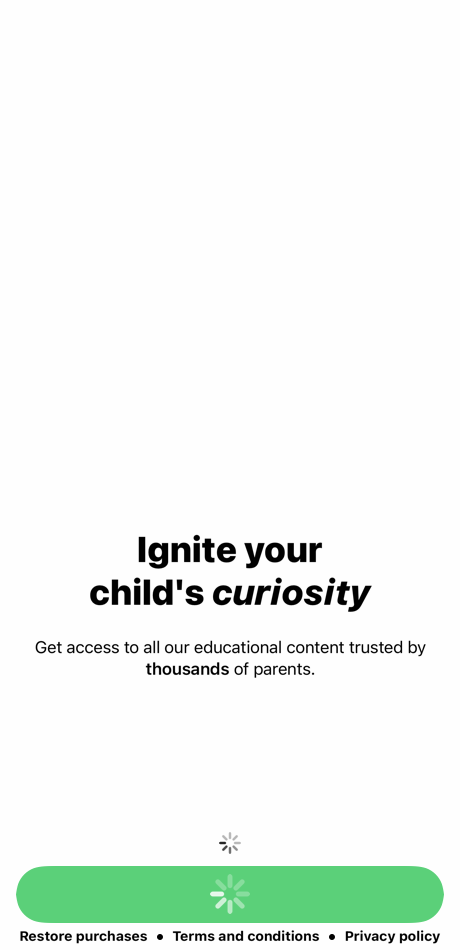 Ignite your
child's curiosity
Get access to all our educational content trusted by
thousands of parents.
Restore purchases • Terms and conditions • Privacy policy